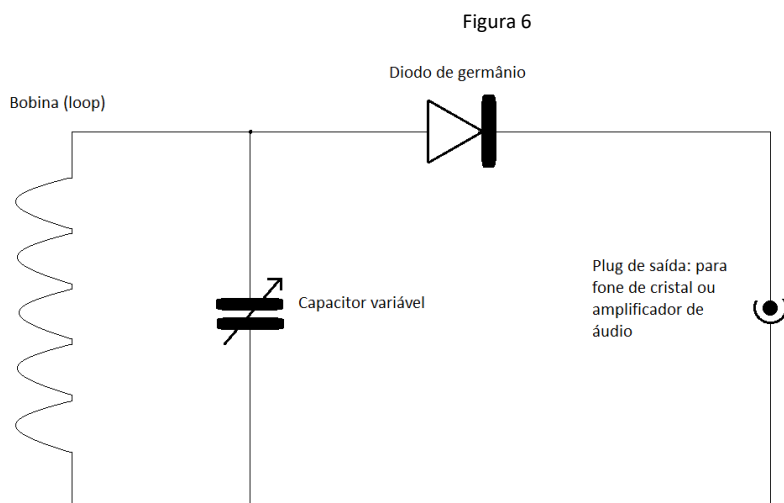 Figura 6
Diodo de germânio
Bobina (loop)
Capacitor variável
Plug de saída: para
fone de cristal ou
amplificador de
áudio